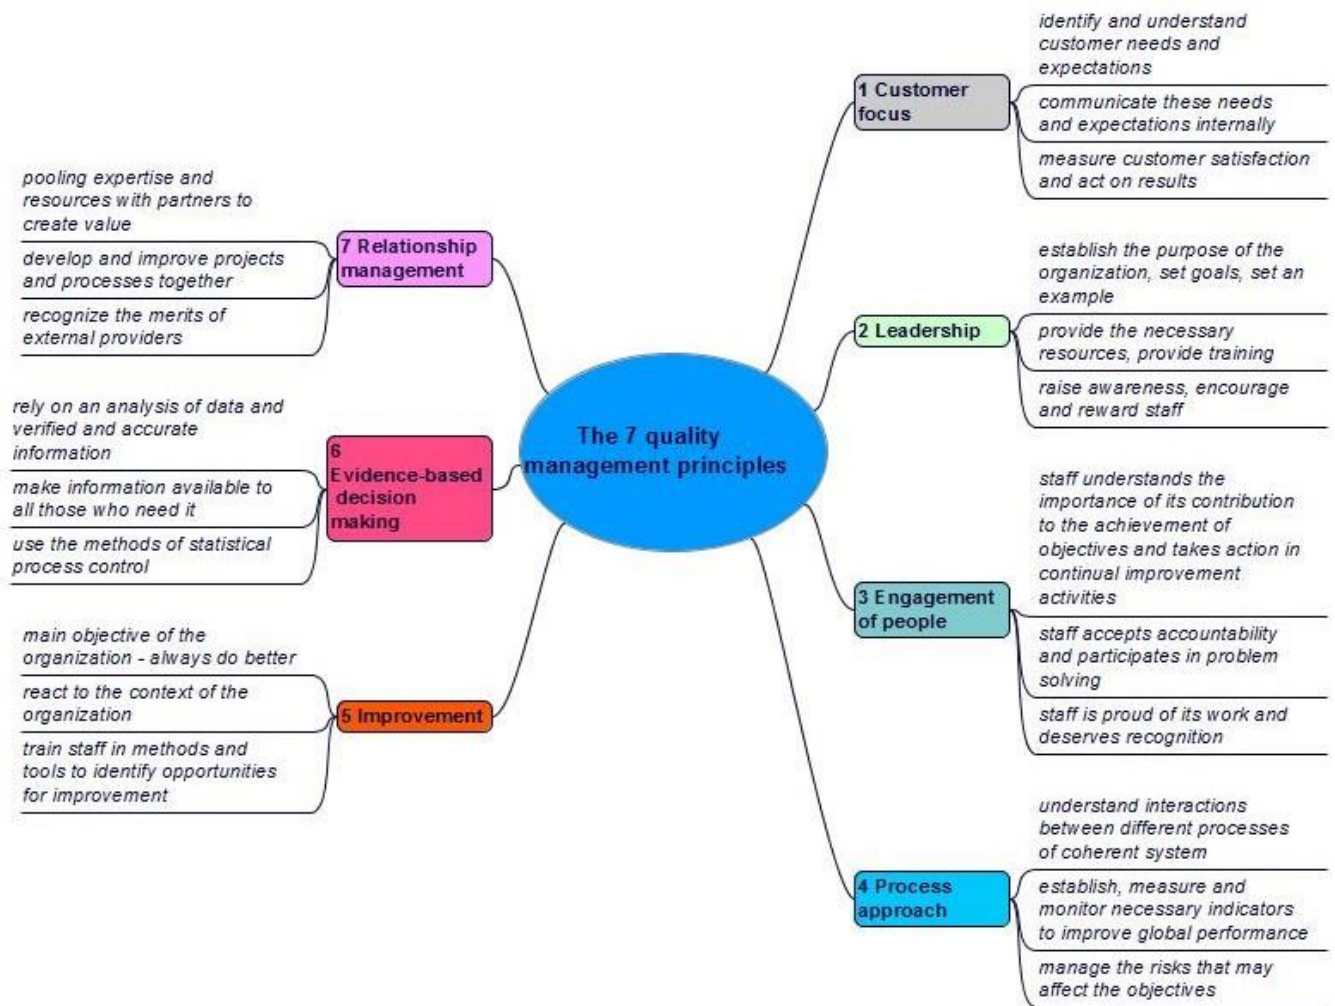 The 7 quality
management principles
1 Customer
focus
identify and understand
customer needs and
expectations
communicate these needs
and expectations internally
measure customer satisfaction
and act on results
2 Leadership
establish the purpose of the
organization, set goals, set an
example
provide the necessary
resources, provide training
raise awareness, encourage
and reward staff
3 Engagement
of people
staff understands the
importance of its contribution
to the achievement of
objectives and takes action in
continual improvement
activities
staff accepts accountability
and participates in problem
solving
staff is proud of its work and
deserves recognition
4 Process
approach
understand interactions
between different processes
of coherent system
establish, measure and
monitor necessary indicators
to improve global performance
manage the risks that may
affect the objectives
5 Improvement
main objective of the
organization - always do better
react to the context of the
organization
train staff in methods and
tools to identify opportunities
for improvement
6
Evidence-based
decision
making
rely on an analysis of data and
verified and accurate
information
make information available to
all those who need it
use the methods of statistical
process control
7 Relationship
management
pooling expertise and
resources with partners to
create value
develop and improve projects
and processes together
recognize the merits of
external providers